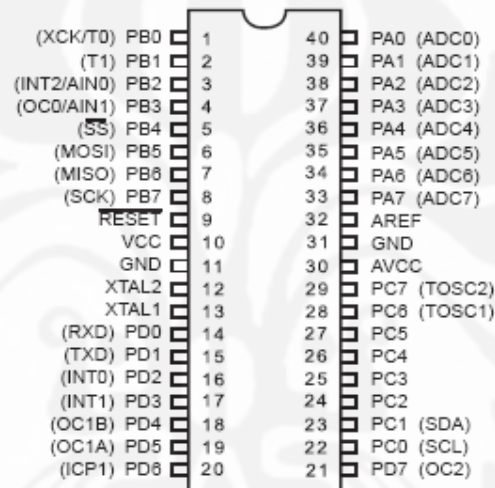 (XCK/T0) PB0 1 40 PA0 (ADC0)
(T1) PB1 2 39 PA1 (ADC1)
(INT2/AIN0) PB2 3 38 PA2 (ADC2)
(OC0/AIN1) PB3 4 37 PA3 (ADC3)
(SS) PB4 5 36 PA4 (ADC4)
(MOSI) PB5 6 35 PA5 (ADC5)
(MISO) PB6 7 34 PA6 (ADC6)
(SCK) PB7 8 33 PA7 (ADC7)
RESET 9 32 AREF
VCC 10 31 GND
GND 11 30 AVCC
XTAL2 12 29 PC7 (TOSC2)
XTAL1 13 28 PC6 (TOSC1)
(RXD) PD0 14 27 PC5
(TXD) PD1 15 26 PC4
(INT0) PD2 16 25 PC3
(INT1) PD3 17 24 PC2
(OC1B) PD4 18 23 PC1 (SDA)
(OC1A) PD5 19 22 PC0 (SCL)
(ICP1) PD6 20 21 PD7 (OC2)